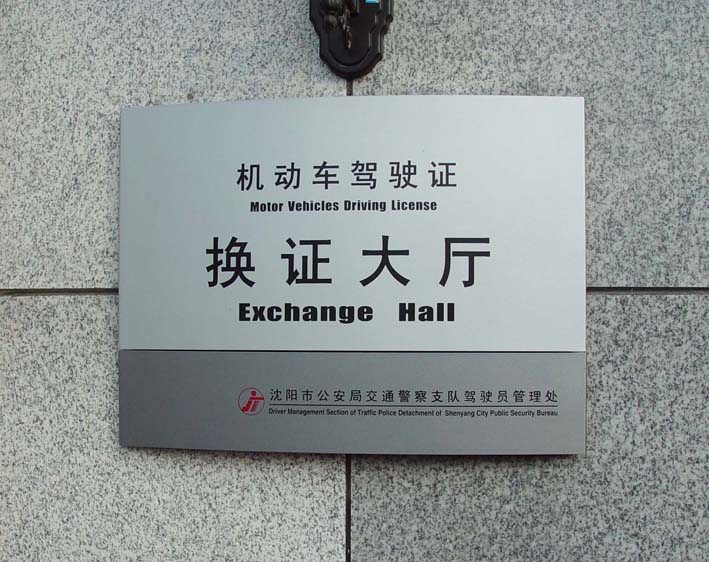 机动车驾驶证
Motor Vehicles Driving License
换证大厅
Exchange Hall
沈阳市公安局交通警察支队驾驶员管理处
Driver Management Section of Traffic Police Detachment of Shenyang City Public Security Bureau